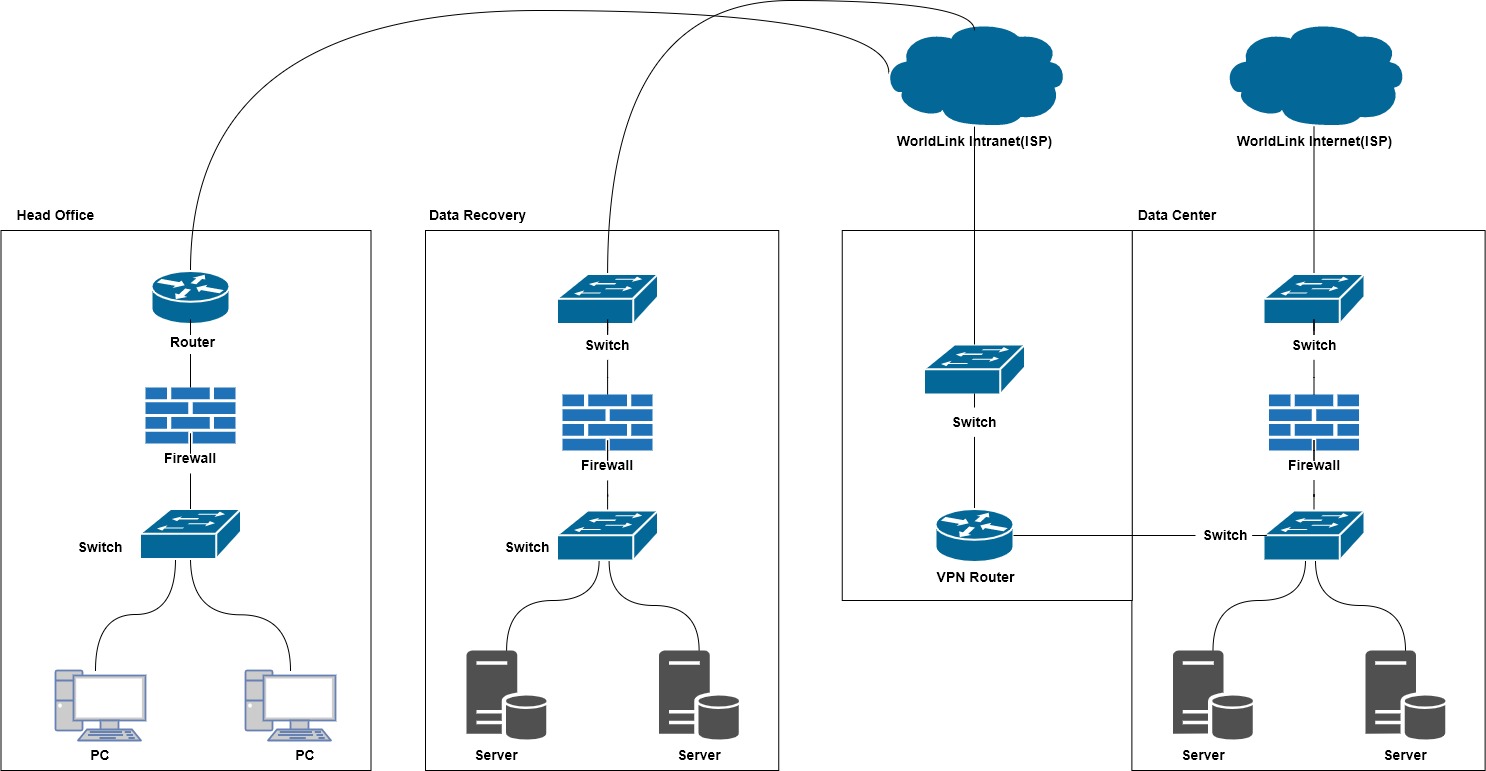 WorldLink Intranet(ISP)
WorldLink Internet(ISP)
Head Office
Data Recovery
Data Center
Router
Switch
Switch
Switch
Firewall
Firewall
Firewall
Switch
Switch
Switch
Switch
VPN Router
PC
PC
Server
Server
Server
Server